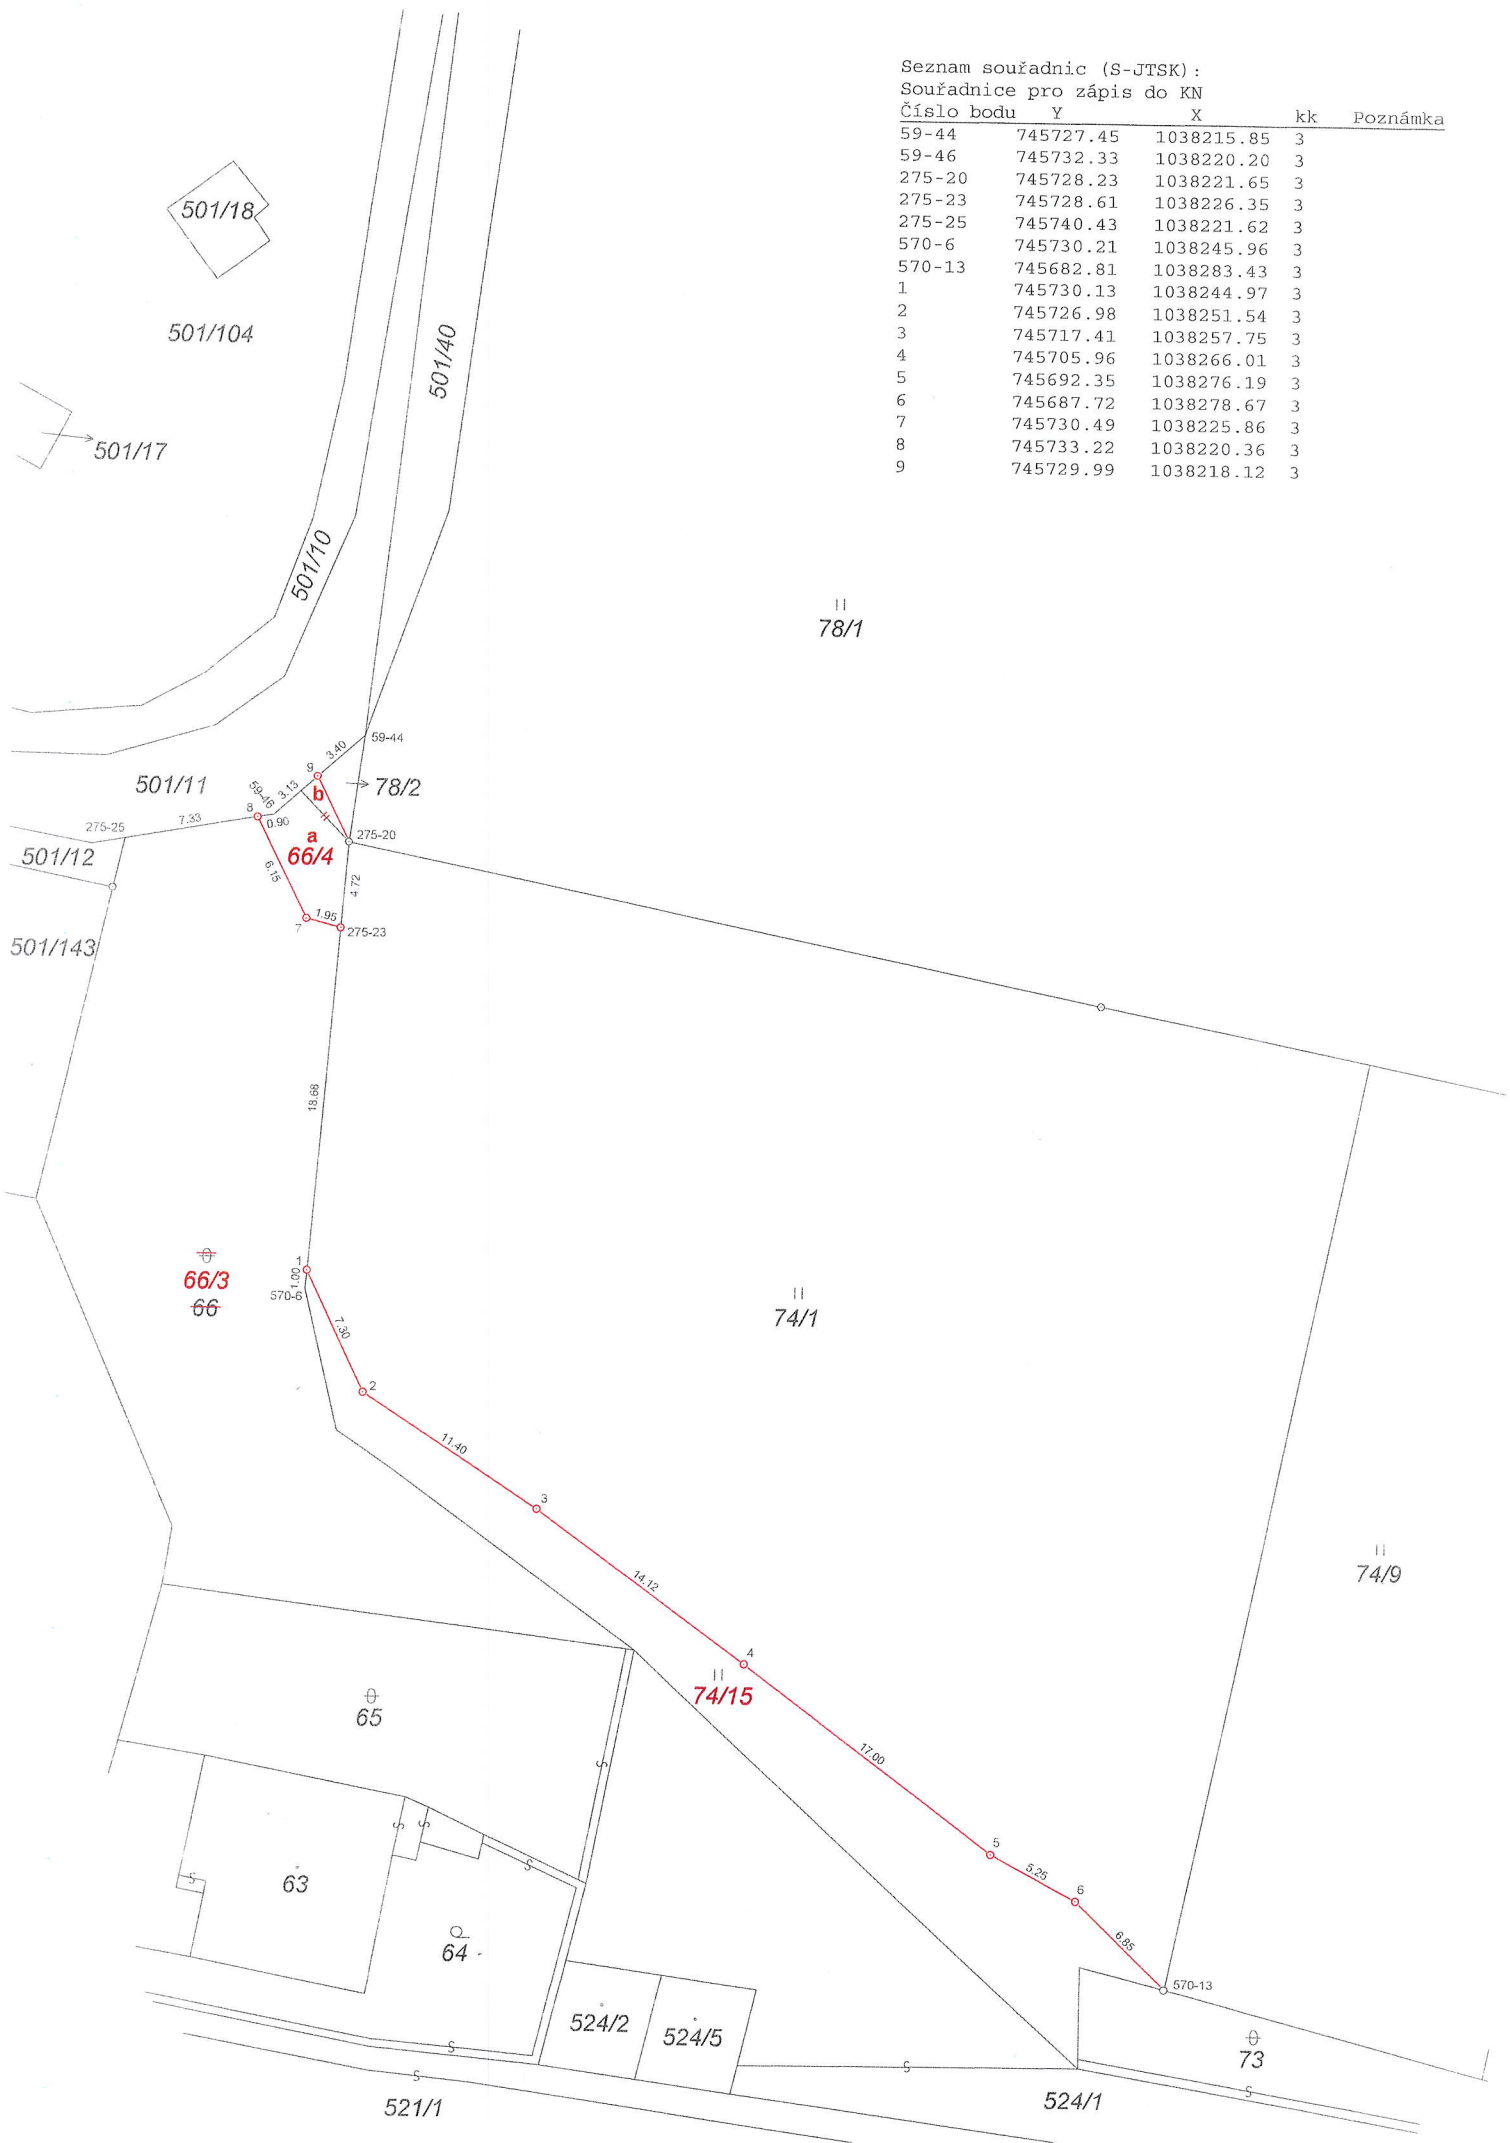 Seznam souřadnic (S-JTSK):
Souřadnice pro zápis do KN
Číslo bodu Y X kk Poznámka
59-44 745727.45 1038215.85 3
59-46 745732.33 1038220.20 3
275-20 745728.23 1038221.65 3
275-23 745728.61 1038226.35 3
275-25 745740.43 1038221.62 3
570-6 745730.21 1038245.96 3
570-13 745682.81 1038283.43 3
1 745730.13 1038244.97 3
2 745726.98 1038251.54 3
3 745717.41 1038257.75 3
4 745705.96 1038266.01 3
5 745692.35 1038276.19 3
6 745687.72 1038278.67 3
7 745730.49 1038225.86 3
8 745733.22 1038220.36 3
9 745729.99 1038218.12 3
501/18
501/104
501/40
501/17
501/10
78/1
59-44
3.40
9
78/2
501/11
59-46
3.13
b
8
0.90
7.33
275-25
a
275-20
66/4
501/12
6.15
4.72
1.95
7
275-23
501/143
18.68
1
66/3
1.00
570-6
66
74/1
7.30
2
11.40
3
14.12
74/9
4
74/15
65
17.00
5
5.25
6
63
6.85
64
570-13
524/2
524/5
73
524/1
521/1